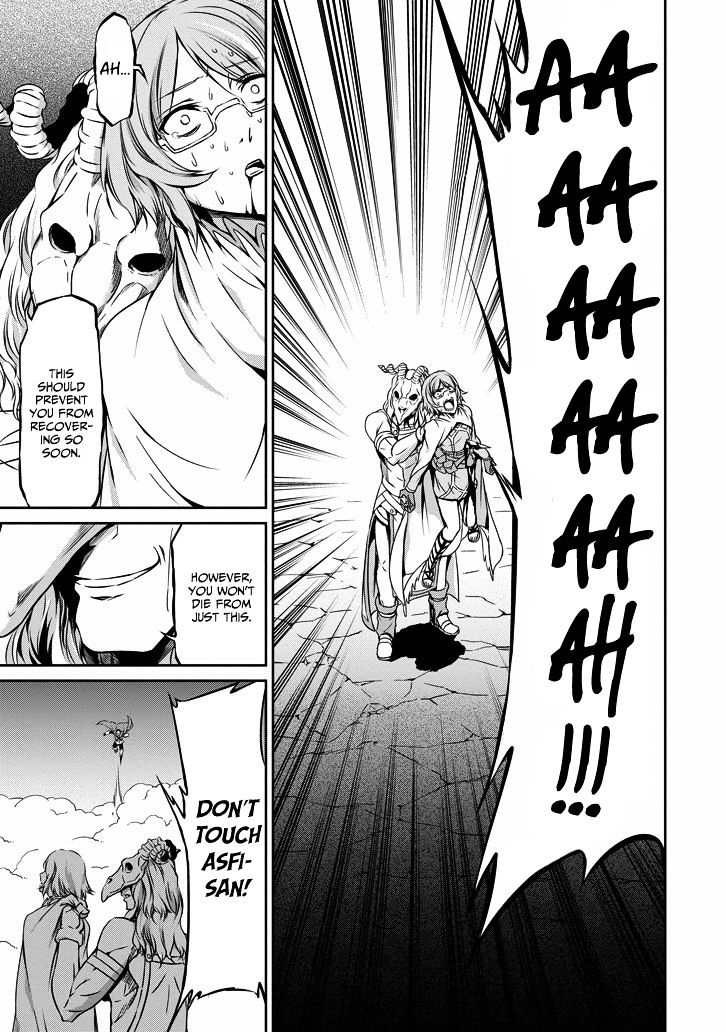 AA
AA
AA
AA
AA
AH!!!
AH...
THIS
SHOULD
PREVENT
YOU FROM
RECOVER-
ING SO
SOON.
HOWEVER,
YOU WON'T
DIE FROM
JUST THIS.
DON'T
TOUCH
ASFI-
SAN!